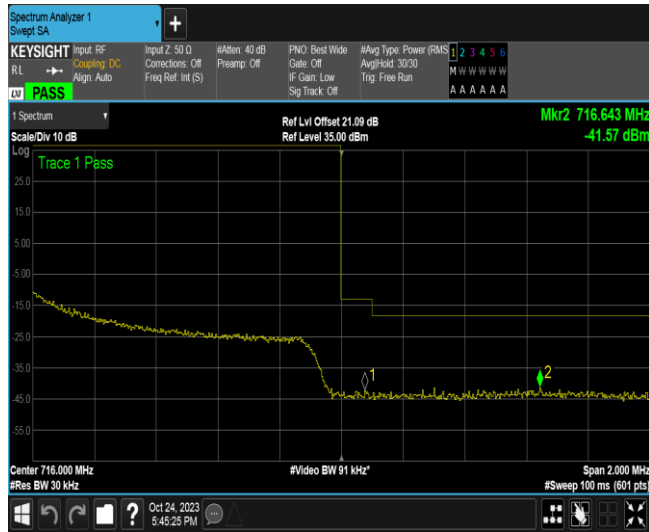 Spectrum Analyzer 1
Swept SA
+
KEYSIGHT
RL
Input: RF
Coupling: DC
Align: Auto
Input Z: 50 Ω
Corrections: Off
Freq Ref: Int (S)
#Atten: 40 dB
Preamp: Off
PNO: Best Wide
Gate: Off
IF Gain: Low
Sig Track: Off
#Avg Type: Power (RMS
Avg|Hold: 30/30
Trig: Free Run
1 2 3 4 5 6
M W W W W W
A A A A A A
LXI PASS
1 Spectrum
Scale/Div 10 dB
Ref Lvl Offset 21.09 dB
Ref Level 35.00 dBm
Mkr2 716.643 MHz
-41.57 dBm
Log
Trace 1 Pass
25.0
15.0
5.00
-5.00
-15.0
-25.0
-35.0
-45.0
-55.0
1
2
Center 716.000 MHz
#Res BW 30 kHz
#Video BW 91 kHz*
Span 2.000 MHz
#Sweep 100 ms (601 pts)
?
Oct 24, 2023
5:45:25 PM